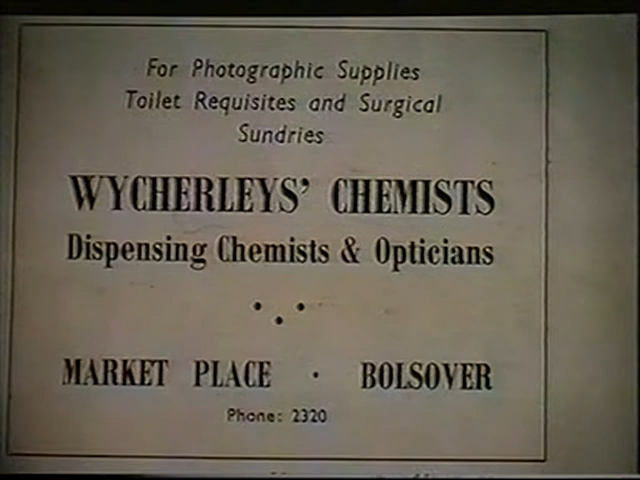 For Photographic Supplies
Toilet Requisites and Surgical
Sundries
WYCHERLEYS' CHEMISTS
Dispensing Chemists & Opticians
MARKET PLACE · BOLSOVER
Phone: 2320